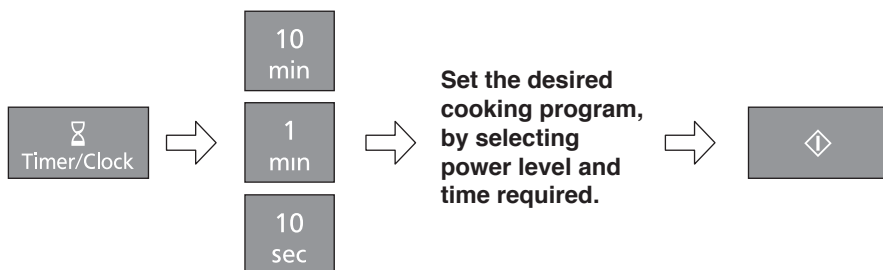 Timer/Clock
10
min
1
min
10
sec
Set the desired
cooking program,
by selecting
power level and
time required.